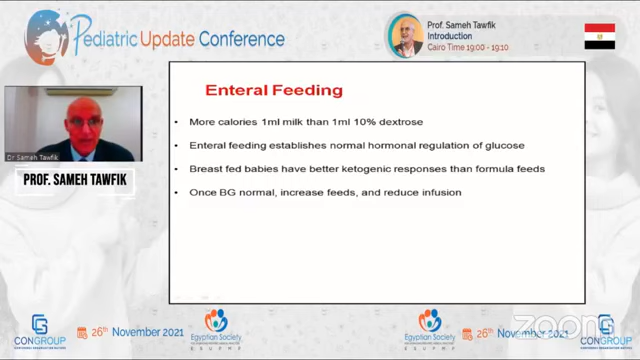 Pediatric Update Conference
Prof. Sameh Tawfik
Introduction
Cairo Time 19:00 - 19:10
Enteral Feeding
• More calories 1ml milk than 1ml 10% dextrose
• Enteral feeding establishes normal hormonal regulation of glucose
• Breast fed babies have better ketogenic responses than formula feeds
• Once BG normal, increase feeds, and reduce infusion
Dr Sameh Tawfik
PROF. SAMEH TAWFIK
CONGROUP
26th November 2021
Egyptian Society
E S U P M P
Egyptian Society
E S U P M P
26th November 2021
CONGROUP
zoom